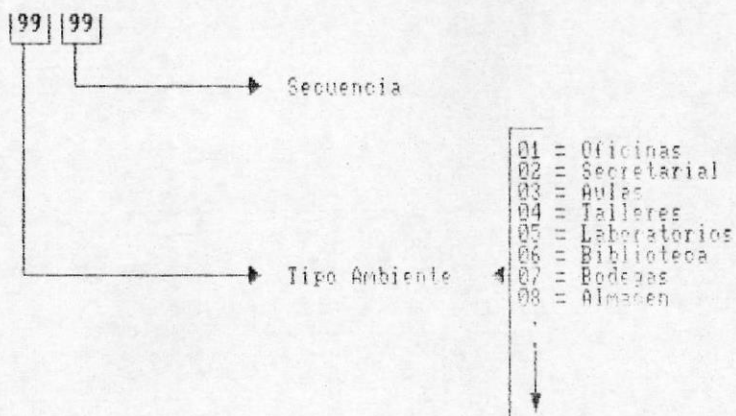 99 99
Secuencia
01 = Oficinas
02 = Secretarial
03 = Aulas
04 = Talleres
05 = Laboratorios
06 = Biblioteca
Tipo Ambiente
07 = Bodegas
08 = Almacen